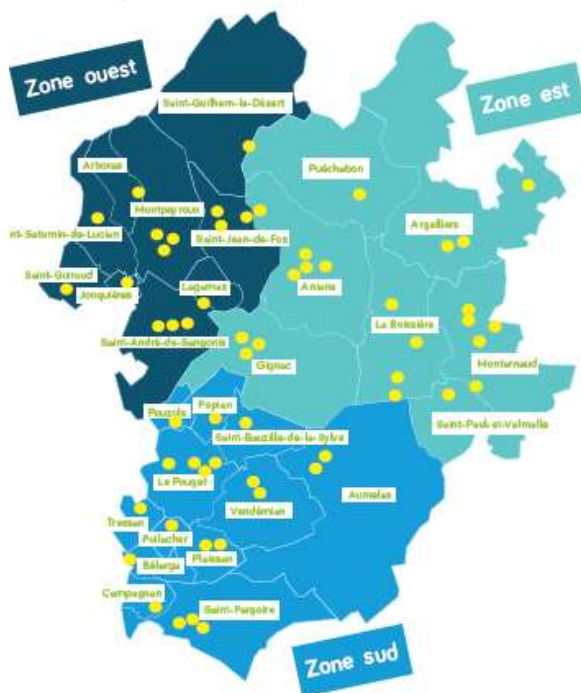 Zone ouest
Zone est
Saint-Guilhem-le-Désert
Puéchabon
Arboras
Montpeyroux
Argelliers
nt-Saturnin-de-Lucian
Saint-Jean-de-Fos
Saint-Guiraud
Jonquières
Lagamas
Aniane
La Boissière
Saint-André-de-Sangonis
Gignac
Montarnaud
Pouzols
Popian
Saint-Bauzille-de-la-Sylve
Saint-Paul-et-Valmalle
Le Pouget
Vendémian
Aumelas
Tressan
Puilacher
Plaissan
Bélarga
Campagnan
Saint-Pargoire
Zone sud